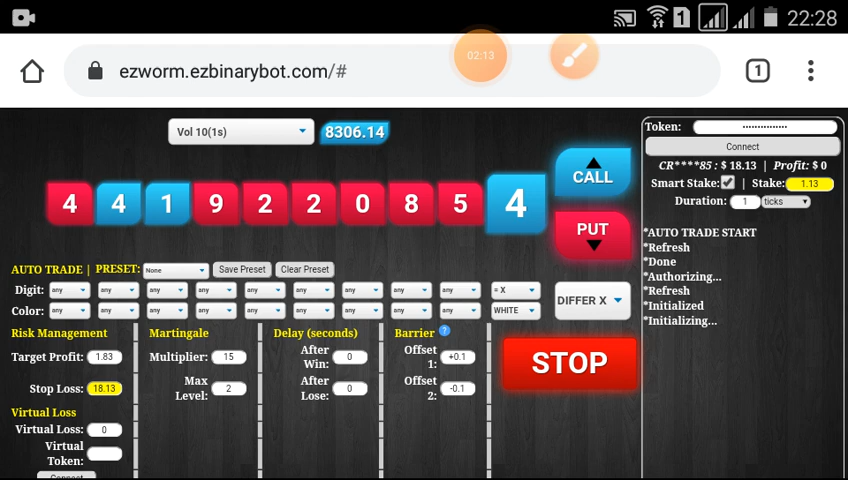 22:28
02:13
ezworm.ezbinarybot.com/#
1
Vol 10(1s)
8306.14
4 4 1 9 2 2 0 8 5 4
CALL
PUT
Token: ••••••••••••••
Connect
CR****85 : $ 18.13 | Profit: $ 0
Smart Stake: | Stake: 1.13
Duration: 1 ticks
*AUTO TRADE START
*Refresh
*Done
*Authorizing...
*Refresh
*Initialized
*Initializing...
AUTO TRADE | PRESET: None Save Preset Clear Preset
Digit: any any any any any any any any any = X
Color: any any any any any any any any any WHITE
DIFFER X
Risk Management
Target Profit: 1.83
Stop Loss: 18.13
Virtual Loss
Virtual Loss: 0
Virtual Token:
Connect
Martingale
Multiplier: 15
Max Level: 2
Delay (seconds)
After Win: 0
After Lose: 0
Barrier ?
Offset 1: +0.1
Offset 2: -0.1
STOP